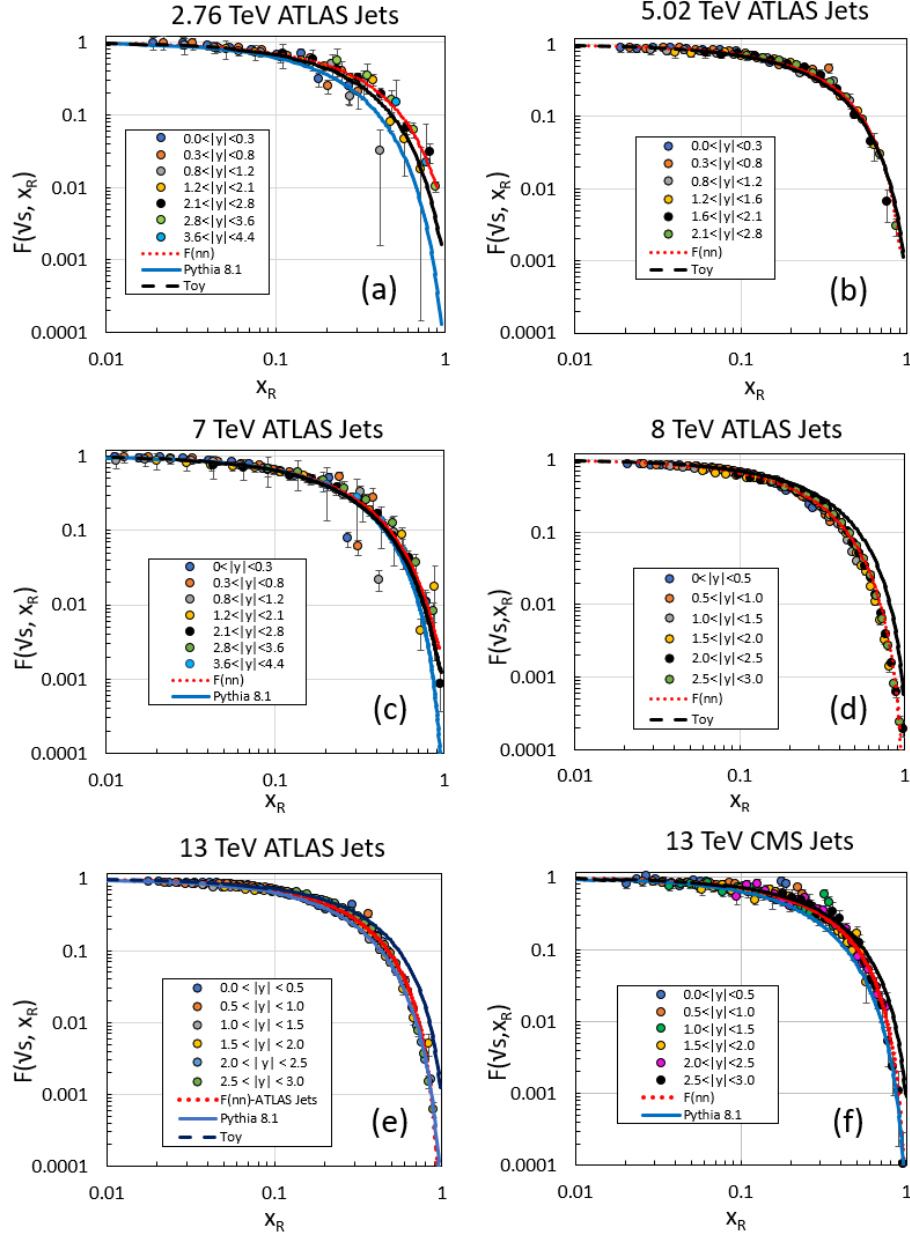 2.76 TeV ATLAS Jets
1
0.1
0.01
0.001
0.0001
F(√s, x_R)
0.0<|y|<0.3
0.3<|y|<0.8
0.8<|y|<1.2
1.2<|y|<2.1
2.1<|y|<2.8
2.8<|y|<3.6
3.6<|y|<4.4
F(nn)
Pythia 8.1
Toy
(a)
0.01 0.1 1
x_R
5.02 TeV ATLAS Jets
1
0.1
0.01
0.001
0.0001
F(√s, x_R)
0.0<|y|<0.3
0.3<|y|<0.8
0.8<|y|<1.2
1.2<|y|<1.6
1.6<|y|<2.1
2.1<|y|<2.8
F(nn)
Toy
(b)
0.01 0.1 1
x_R
7 TeV ATLAS Jets
1
0.1
0.01
0.001
0.0001
F(√s, x_R)
0<|y|<0.3
0.3<|y|<0.8
0.8<|y|<1.2
1.2<|y|<2.1
2.1<|y|<2.8
2.8<|y|<3.6
3.6<|y|<4.4
F(nn)
Pythia 8.1
(c)
0.01 0.1 1
x_R
8 TeV ATLAS Jets
1
0.1
0.01
0.001
0.0001
F(√s,x_R)
0<|y|<0.5
0.5<|y|<1.0
1.0<|y|<1.5
1.5<|y|<2.0
2.0<|y|<2.5
2.5<|y|<3.0
F(nn)
Toy
(d)
0.01 0.1 1
x_R
13 TeV ATLAS Jets
1
0.1
0.01
0.001
0.0001
F(√s, x_R)
0.0 < |y| < 0.5
0.5 < |y| < 1.0
1.0 < |y| < 1.5
1.5 < |y| < 2.0
2.0 < |y| < 2.5
2.5 < |y| < 3.0
F(nn)-ATLAS Jets
Pythia 8.1
Toy
(e)
0.01 0.1 1
x_R
13 TeV CMS Jets
1
0.1
0.01
0.001
0.0001
F(√s,x_R)
0.0<|y|<0.5
0.5<|y|<1.0
1.0<|y|<1.5
1.5<|y|<2.0
2.0<|y|<2.5
2.5<|y|<3.0
F(nn)
Pythia 8.1
Toy
(f)
0.01 0.1 1
x_R